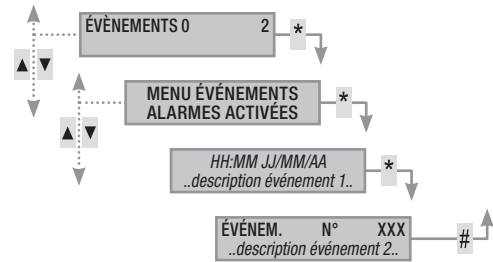 ÉVÈNEMENTS 0 2 *
▲ ▼
MENU ÉVÉNEMENTS
ALARMES ACTIVÉES *
▲ ▼
HH:MM JJ/MM/AA
..description événement 1.. *
ÉVÉNEM. N° XXX
..description événement 2.. #